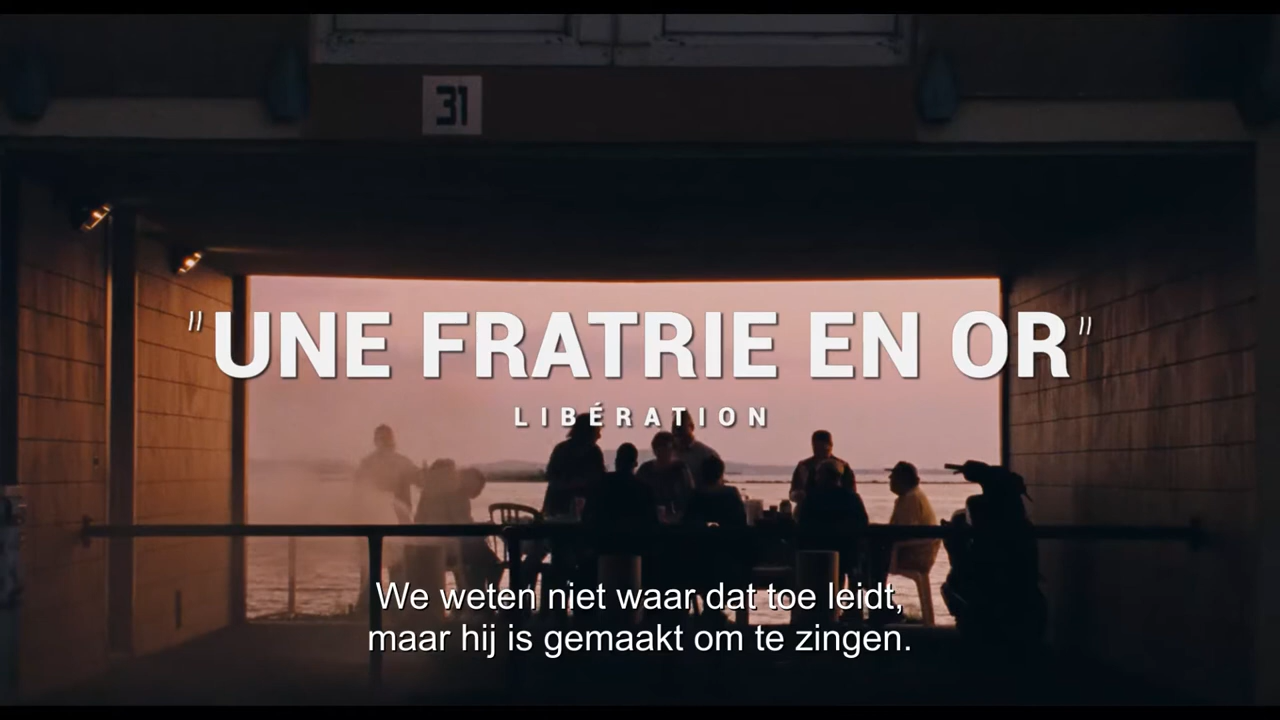 31
"UNE FRATRIE EN OR"
LIBÉRATION
We weten niet waar dat toe leidt,
maar hij is gemaakt om te zingen.